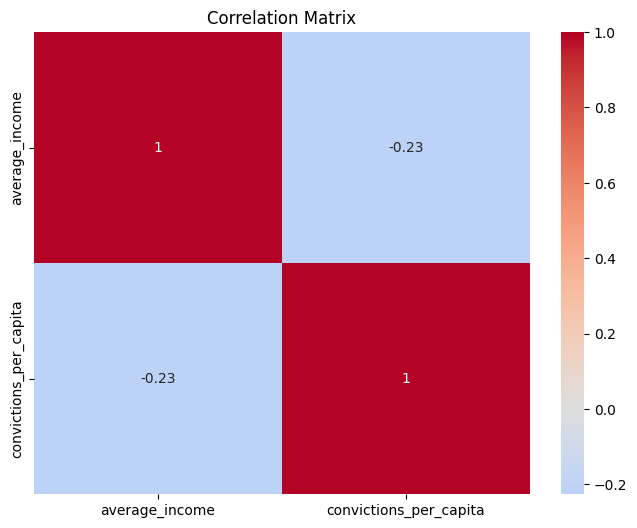 Correlation Matrix
average_income
convictions_per_capita
1
-0.23
-0.23
1
average_income
convictions_per_capita
1.0
0.8
0.6
0.4
0.2
0.0
−0.2